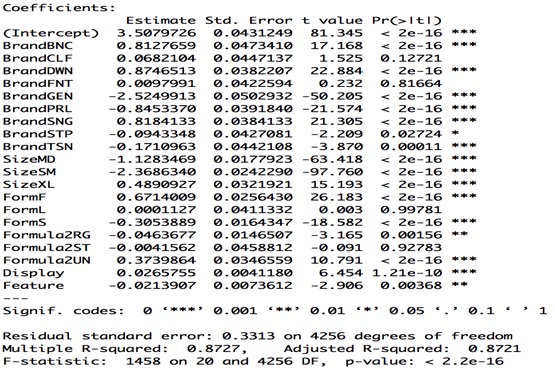 Coefficients:
Estimate Std. Error t value Pr(>|t|)
(Intercept) 3.5079726 0.0431249 81.345 < 2e-16 ***
BrandBNC 0.8127659 0.0473410 17.168 < 2e-16 ***
BrandCLF 0.0682104 0.0447137 1.525 0.12721
BrandDWN 0.8746513 0.0382207 22.884 < 2e-16 ***
BrandFNT 0.0097991 0.0422594 0.232 0.81664
BrandGEN -2.5249913 0.0502932 -50.205 < 2e-16 ***
BrandPRL -0.8453370 0.0391840 -21.574 < 2e-16 ***
BrandSNG 0.8184133 0.0384133 21.305 < 2e-16 ***
BrandSTP -0.0943348 0.0427081 -2.209 0.02724 *
BrandTSN -0.1710963 0.0442108 -3.870 0.00011 ***
SizeMD -1.1283469 0.0177923 -63.418 < 2e-16 ***
SizeSM -2.3686340 0.0242290 -97.760 < 2e-16 ***
SizeXL 0.4890927 0.0321921 15.193 < 2e-16 ***
FormF 0.6714009 0.0256430 26.183 < 2e-16 ***
FormL 0.0001127 0.0411332 0.003 0.99781
FormS -0.3053889 0.0164347 -18.582 < 2e-16 ***
Formula2RG -0.0463677 0.0146507 -3.165 0.00156 **
Formula2ST -0.0041562 0.0458812 -0.091 0.92783
Formula2UN 0.3739864 0.0346559 10.791 < 2e-16 ***
Display 0.0265755 0.0041180 6.454 1.21e-10 ***
Feature -0.0213907 0.0073612 -2.906 0.00368 **
---
Signif. codes: 0 ‘***’ 0.001 ‘**’ 0.01 ‘*’ 0.05 ‘.’ 0.1 ‘ ’ 1
Residual standard error: 0.3313 on 4256 degrees of freedom
Multiple R-squared: 0.8727, Adjusted R-squared: 0.8721
F-statistic: 1458 on 20 and 4256 DF, p-value: < 2.2e-16